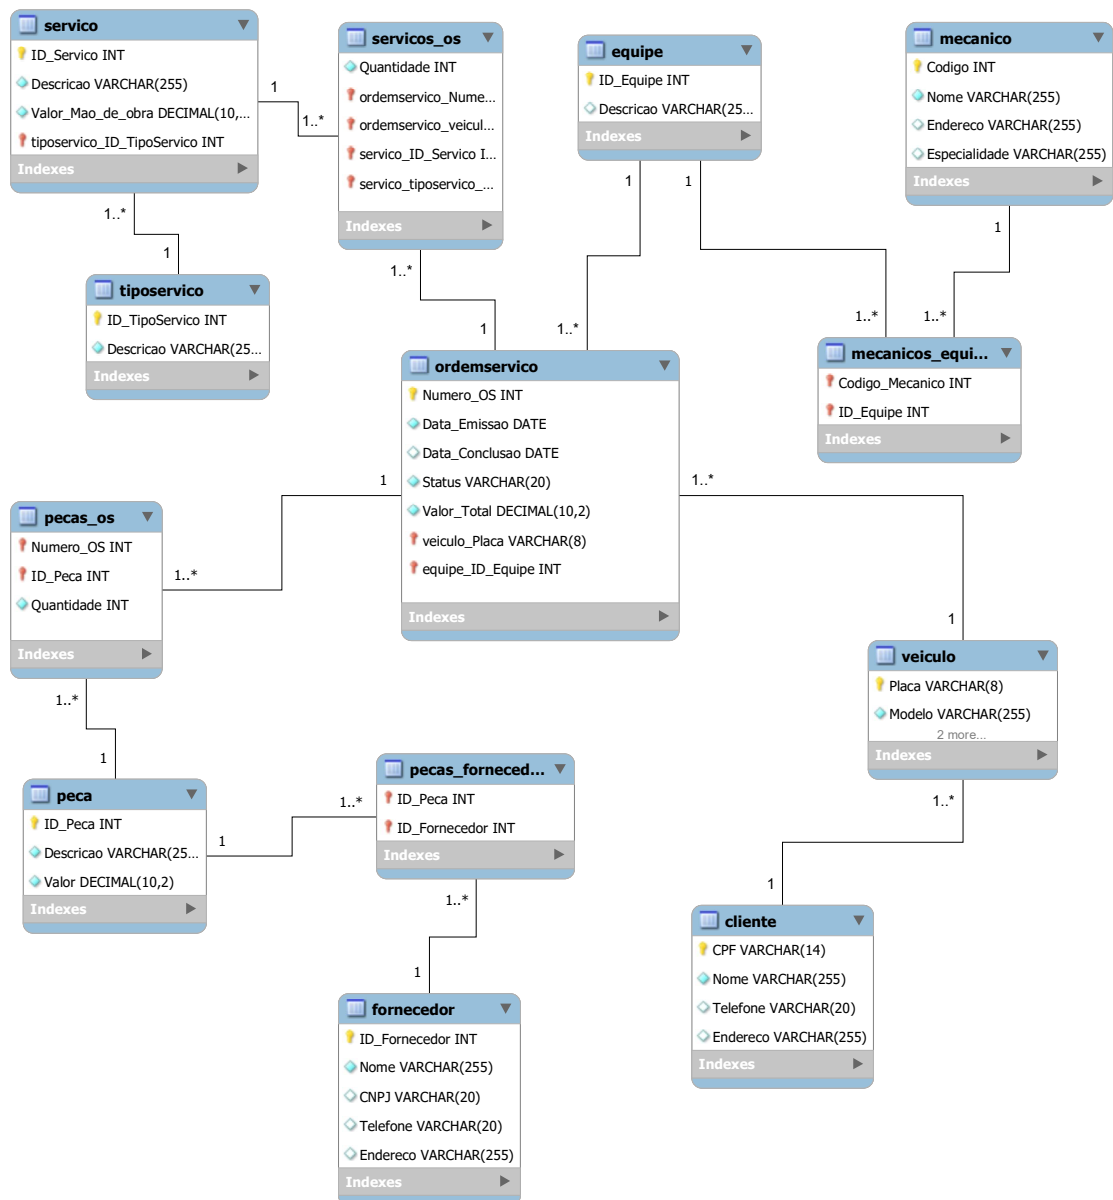 servico
ID_Servico INT
Descricao VARCHAR(255)
Valor_Mao_de_obra DECIMAL(10,...
tiposervico_ID_TipoServico INT
Indexes
1
1..*
servicos_os
Quantidade INT
ordemservico_Nume...
ordemservico_veicul...
servico_ID_Servico I...
servico_tiposervico_...
Indexes
equipe
ID_Equipe INT
Descricao VARCHAR(25...
Indexes
mecanico
Codigo INT
Nome VARCHAR(255)
Endereco VARCHAR(255)
Especialidade VARCHAR(255)
Indexes
1..*
1
tiposervico
ID_TipoServico INT
Descricao VARCHAR(25...
Indexes
1..*
1
1
1..*
1
1..*
1
1..*
mecanicos_equi...
Codigo_Mecanico INT
ID_Equipe INT
Indexes
ordemservico
Numero_OS INT
Data_Emissao DATE
Data_Conclusao DATE
Status VARCHAR(20)
Valor_Total DECIMAL(10,2)
veiculo_Placa VARCHAR(8)
equipe_ID_Equipe INT
Indexes
1
1..*
1..*
1
pecas_os
Numero_OS INT
ID_Peca INT
Quantidade INT
Indexes
veiculo
Placa VARCHAR(8)
Modelo VARCHAR(255)
2 more...
Indexes
1..*
1
peca
ID_Peca INT
Descricao VARCHAR(25...
Valor DECIMAL(10,2)
Indexes
1
1..*
pecas_forneced...
ID_Peca INT
ID_Fornecedor INT
Indexes
1..*
1
1..*
1
cliente
CPF VARCHAR(14)
Nome VARCHAR(255)
Telefone VARCHAR(20)
Endereco VARCHAR(255)
Indexes
fornecedor
ID_Fornecedor INT
Nome VARCHAR(255)
CNPJ VARCHAR(20)
Telefone VARCHAR(20)
Endereco VARCHAR(255)
Indexes